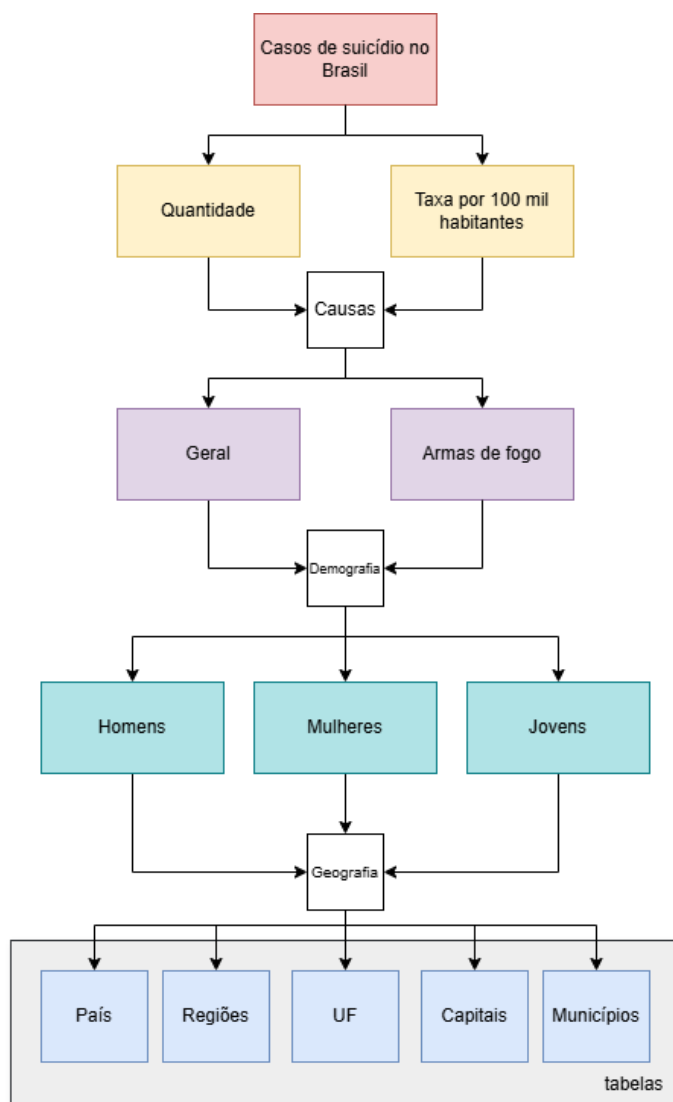 Casos de suicídio no
Brasil
Quantidade
Taxa por 100 mil
habitantes
Causas
Geral
Armas de fogo
Demografia
Homens
Mulheres
Jovens
Geografia
País
Regiões
UF
Capitais
Municípios
tabelas